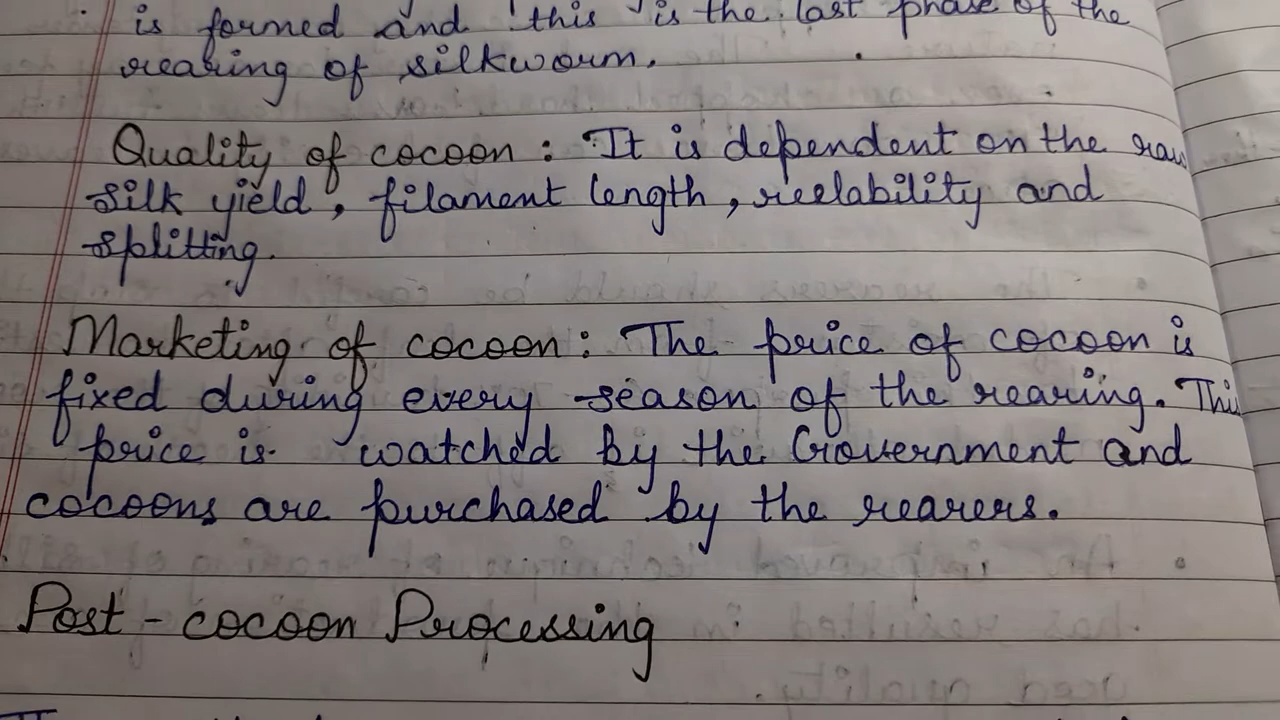 is formed and this is the last phase of the
rearing of silkworm.
Quality of cocoon : It is dependent on the raw
silk yield, filament length, reelability and
splitting.
Marketing of cocoon : The price of cocoon is
fixed during every season of the rearing. This
price is watched by the Government and
cocoons are purchased by the rearers.
Post - cocoon Processing